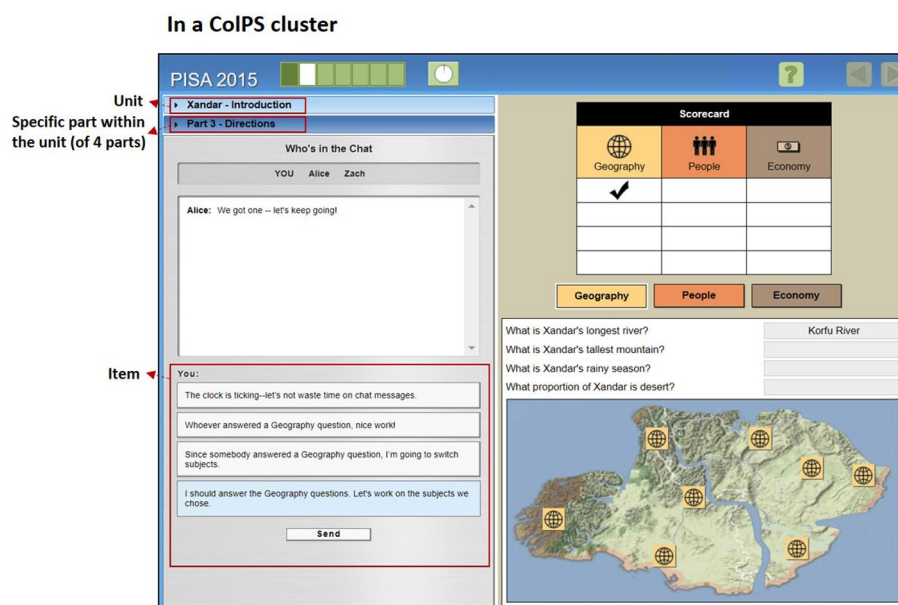 In a ColPS cluster
PISA 2015
?
Unit
Xandar - Introduction
Specific part within
the unit (of 4 parts)
Part 3 - Directions
Who's in the Chat
YOU Alice Zach
Alice: We got one -- let's keep going!
Item
You:
The clock is ticking--let's not waste time on chat messages.
Whoever answered a Geography question, nice work!
Since somebody answered a Geography question, I'm going to switch
subjects.
I should answer the Geography questions. Let's work on the subjects we
chose.
Send
Scorecard
Geography People Economy
Geography People Economy
What is Xandar's longest river? Korfu River
What is Xandar's tallest mountain?
What is Xandar's rainy season?
What proportion of Xandar is desert?